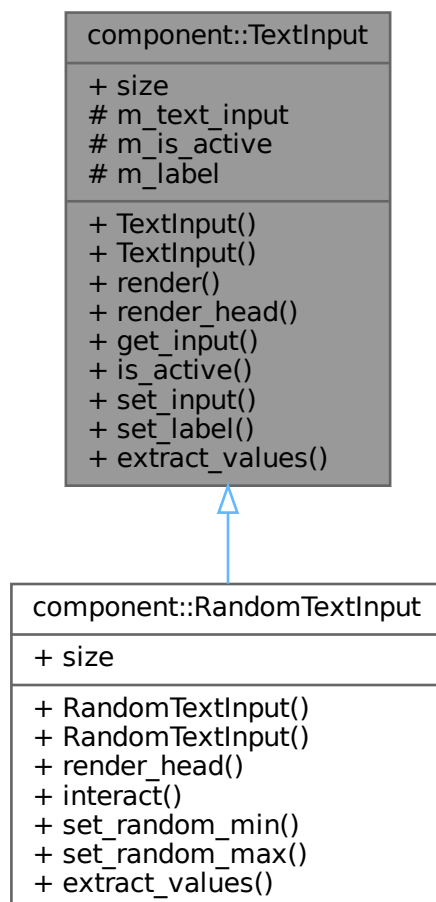 component::TextInput
+ size
# m_text_input
# m_is_active
# m_label
+ TextInput()
+ TextInput()
+ render()
+ render_head()
+ get_input()
+ is_active()
+ set_input()
+ set_label()
+ extract_values()
component::RandomTextInput
+ size
+ RandomTextInput()
+ RandomTextInput()
+ render_head()
+ interact()
+ set_random_min()
+ set_random_max()
+ extract_values()